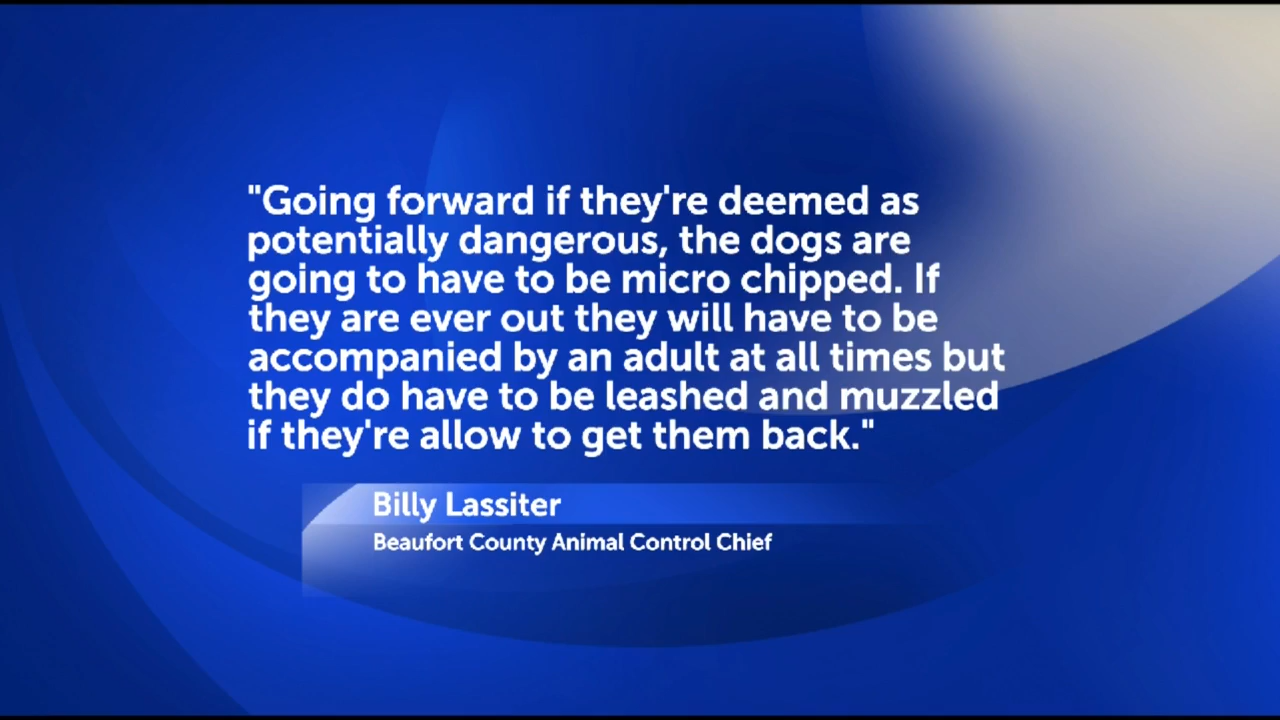 "Going forward if they're deemed as
potentially dangerous, the dogs are
going to have to be micro chipped. If
they are ever out they will have to be
accompanied by an adult at all times but
they do have to be leashed and muzzled
if they're allow to get them back."
Billy Lassiter
Beaufort County Animal Control Chief